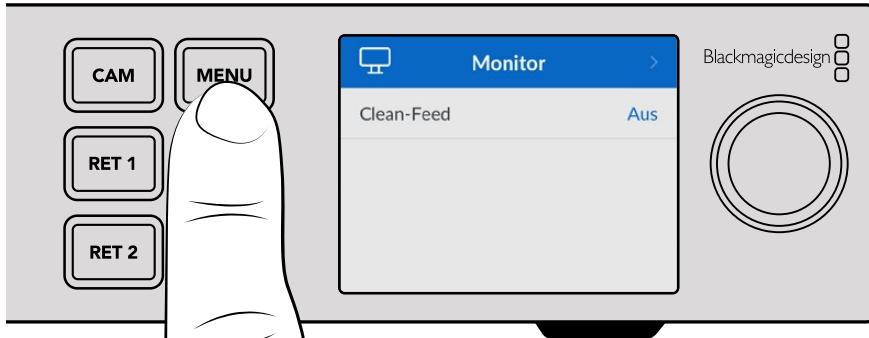 CAM
MENU
RET 1
RET 2
Monitor
Clean-Feed Aus
Blackmagicdesign